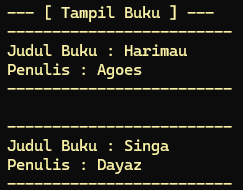 --- [ Tampil Buku ] ---
-------------------------
Judul Buku : Harimau
Penulis : Agoes
-------------------------
-------------------------
Judul Buku : Singa
Penulis : Dayaz
-------------------------